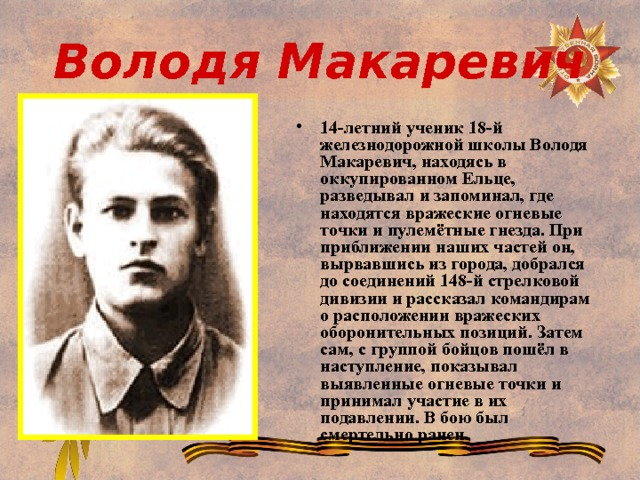 Володя Макаревич
• 14-летний ученик 18-й
железнодорожной школы Володя
Макаревич, находясь в
оккупированном Ельце,
разведывал и запоминал, где
находятся вражеские огневые
точки и пулемётные гнезда. При
приближении наших частей он,
вырвавшись из города, добрался
до соединений 148-й стрелковой
дивизии и рассказал командирам
о расположении вражеских
оборонительных позиций. Затем
сам, с группой бойцов пошёл в
наступление, показывал
выявленные огневые точки и
принимал участие в их
подавлении. В бою был
смертельно ранен.